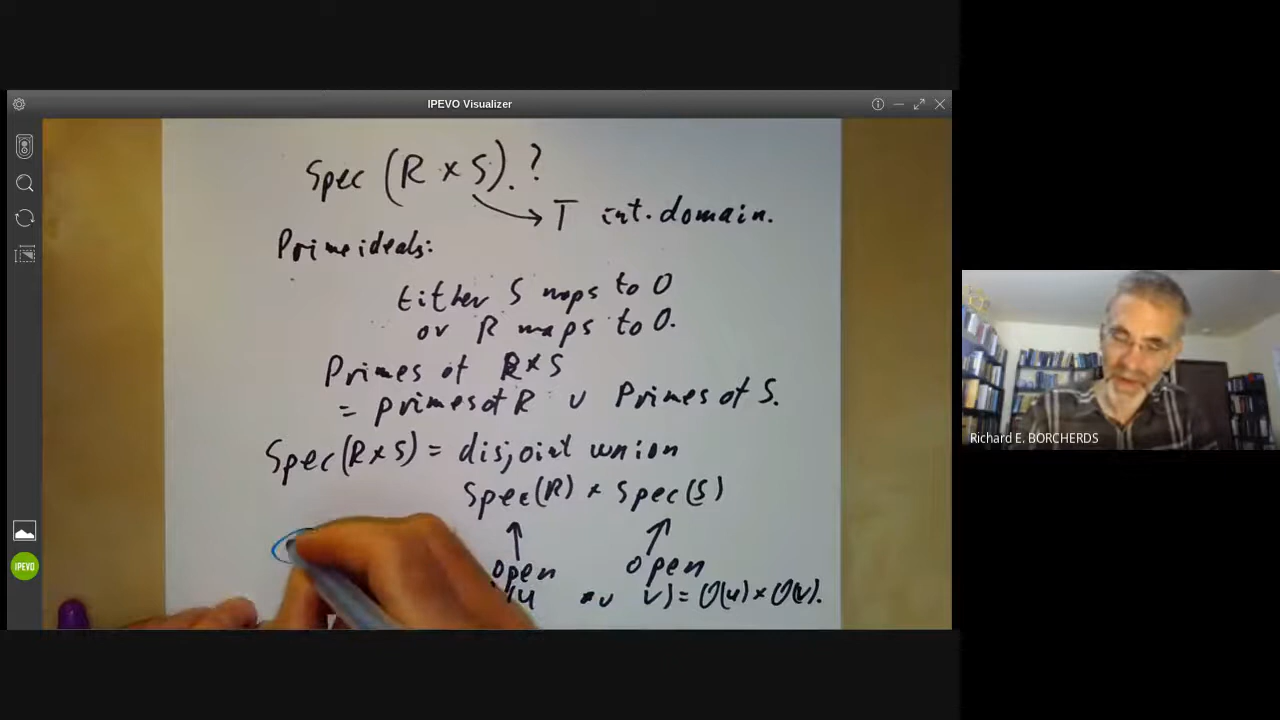 IPEVO Visualizer
Spec (R × S). ?
T int. domain.
Prime ideals:
Either S maps to 0
or R maps to 0.
Primes of R×S
= primes of R ∪ Primes of S.
Spec(R×S) = disjoint union
Spec(R) × Spec(S)
open open
U ∪ V) = O(U) × O(V).
IPEVO
Richard E. BORCHERDS